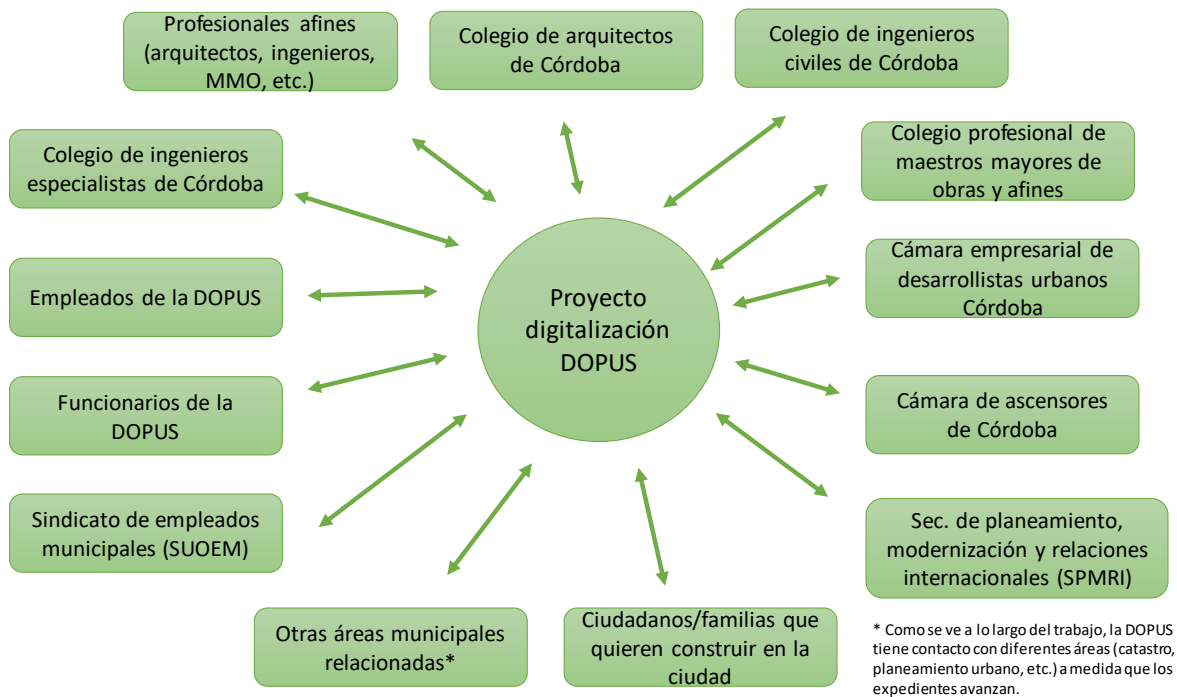 Profesionales afines
(arquitectos, ingenieros,
MMO, etc.)
Colegio de arquitectos
de Córdoba
Colegio de ingenieros
civiles de Córdoba
Colegio de ingenieros
especialistas de Córdoba
Colegio profesional de
maestros mayores de
obras y afines
Empleados de la DOPUS
Proyecto
digitalización
DOPUS
Cámara empresarial de
desarrollistas urbanos
Córdoba
Funcionarios de la
DOPUS
Cámara de ascensores
de Córdoba
Sindicato de empleados
municipales (SUOEM)
Sec. de planeamiento,
modernización y relaciones
internacionales (SPMRI)
Otras áreas municipales
relacionadas*
Ciudadanos/familias que
quieren construir en la
ciudad
* Como se ve a lo largo del trabajo, la DOPUS
tiene contacto con diferentes áreas (catastro,
planeamiento urbano, etc.) a medida que los
expedientes avanzan.